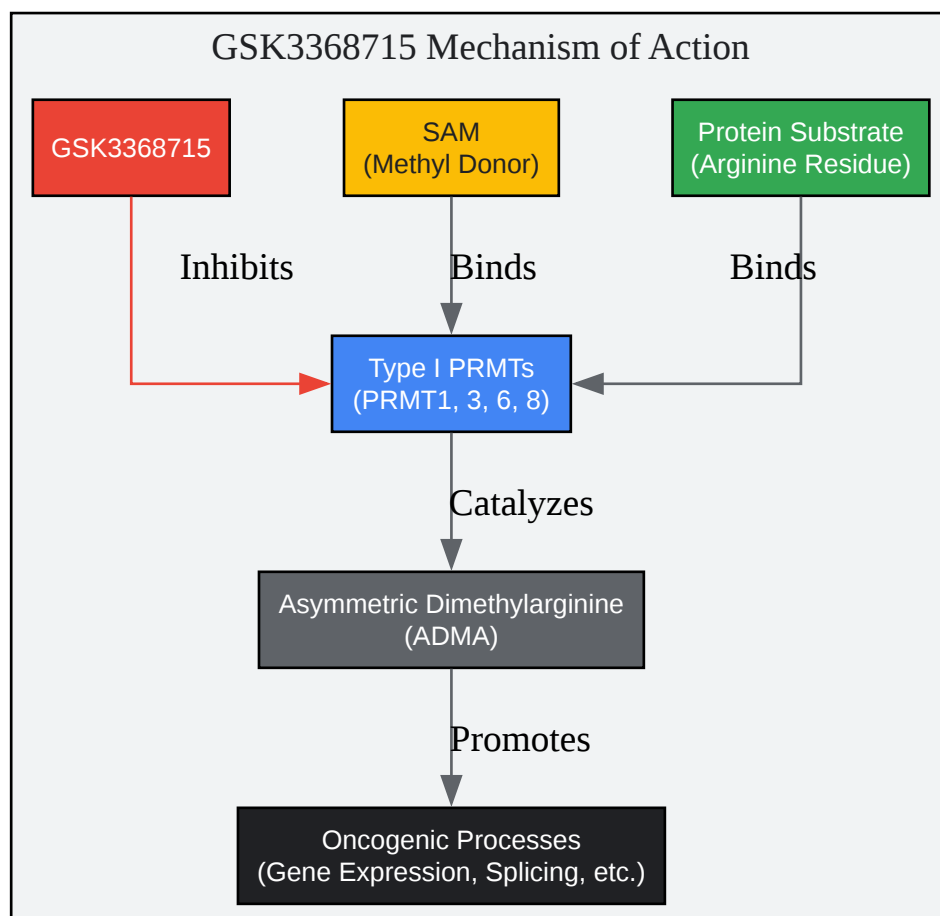 GSK3368715 Mechanism of Action
GSK3368715
SAM
(Methyl Donor)
Protein Substrate
(Arginine Residue)
Inhibits
Binds
Binds
Type I PRMTs
(PRMT1, 3, 6, 8)
Catalyzes
Asymmetric Dimethylarginine
(ADMA)
Promotes
Oncogenic Processes
(Gene Expression, Splicing, etc.)